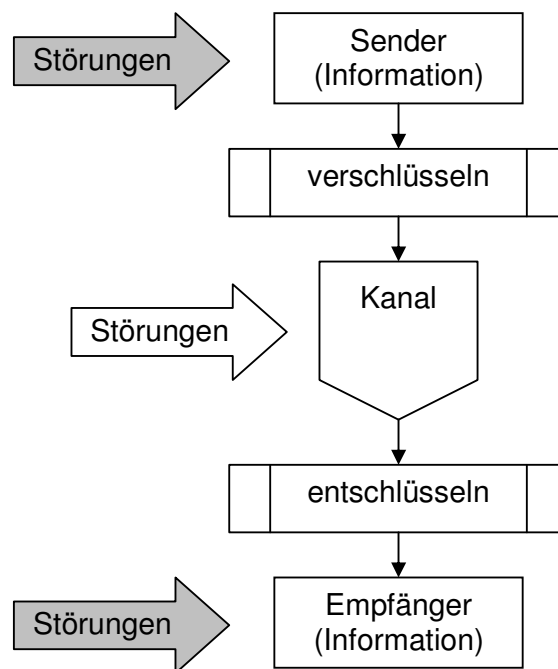 Störungen
Sender
(Information)
verschlüsseln
Kanal
Störungen
entschlüsseln
Empfänger
(Information)
Störungen